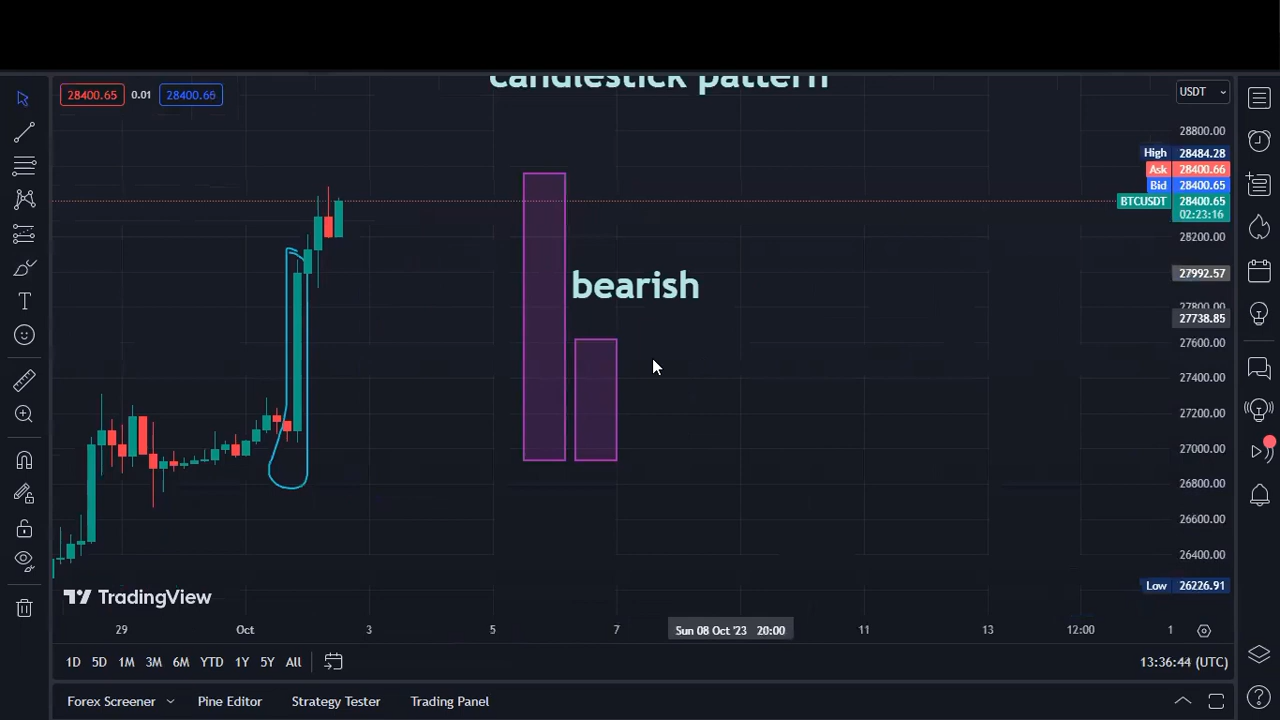 candlestick pattern
28400.65 0.01 28400.66
USDT
28800.00
High 28484.28
Ask 28400.66
Bid 28400.65
BTCUSDT 28400.65
02:23:16
28200.00
bearish
27992.57
27800.00
27738.85
27600.00
27400.00
27200.00
27000.00
26800.00
26600.00
26400.00
Low 26226.91
TradingView
29 Oct 3 5 7 Sun 08 Oct '23 20:00 11 13 12:00 1
1D 5D 1M 3M 6M YTD 1Y 5Y All 13:36:44 (UTC)
Forex Screener Pine Editor Strategy Tester Trading Panel